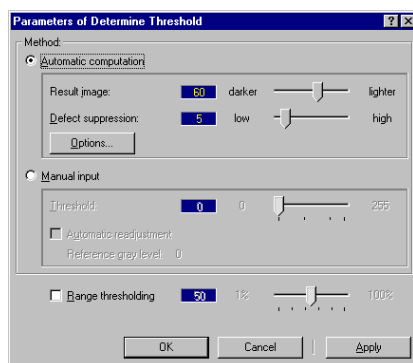 Parameters of Determine Threshold
Method:
Automatic computation
Result image: 60 darker lighter
Defect suppression: 5 low high
Options...
Manual input
Threshold: 0 0 255
Automatic readjustment
Reference gray level: 0
Range thresholding 50 1% 100%
OK Cancel Apply